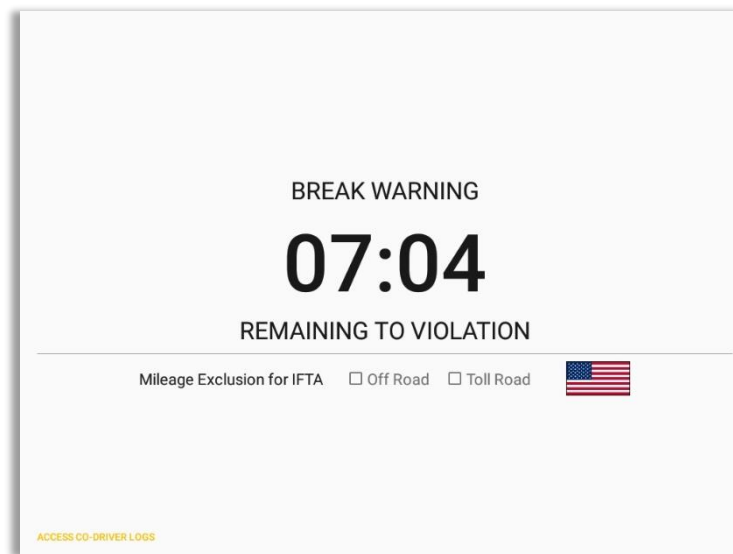 BREAK WARNING
07:04
REMAINING TO VIOLATION
Mileage Exclusion for IFTA Off Road Toll Road
ACCESS CO-DRIVER LOGS